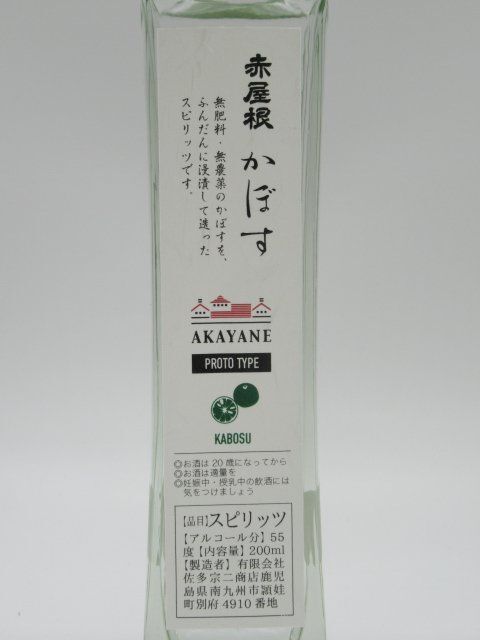 赤屋根 かぼす
無肥料・無農薬のかぼすを、
ふんだんに浸漬して造った
スピリッツです。
AKAYANE
PROTO TYPE
KABOSU
◎お酒は20歳になってから
◎お酒は適量を
◎妊娠中・授乳中の飲酒には
気をつけましょう
【品目】スピリッツ
【アルコール分】55
度【内容量】200ml
【製造者】有限会社
佐多宗二商店鹿児
島県南九州市頴娃
町別府4910番地